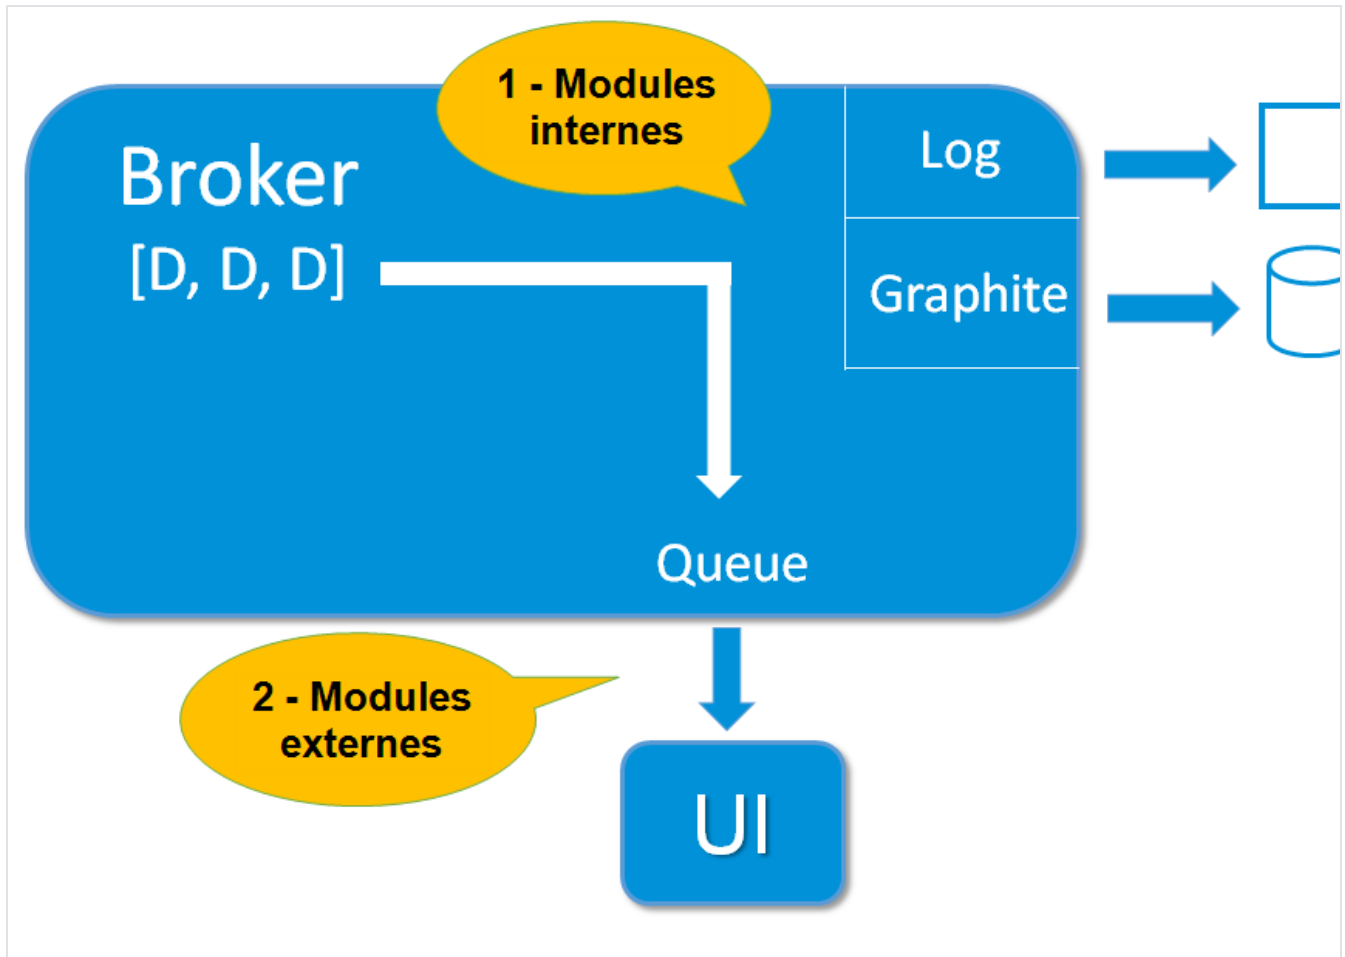 1 - Modules
internes
Broker
[D, D, D]
Log
Graphite
Queue
2 - Modules
externes
UI